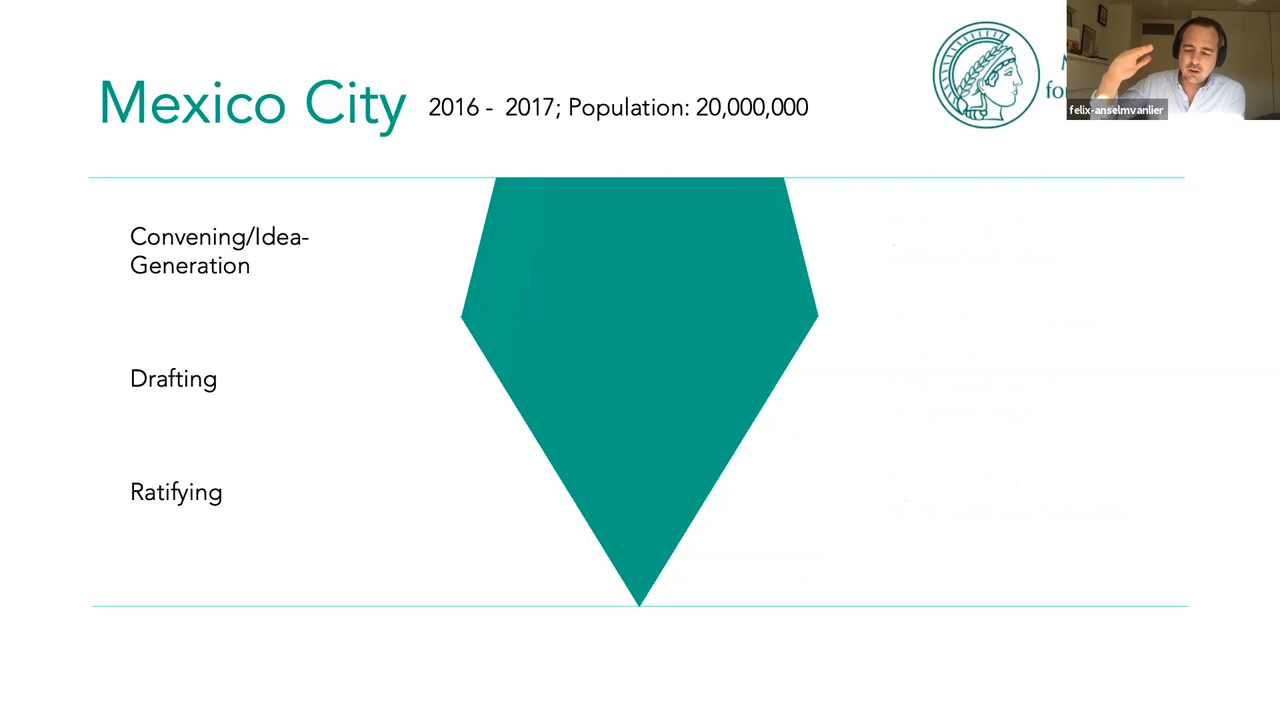 Mexico City 2016 - 2017; Population: 20,000,000
felix-anselmvanlier
Convening/Idea-
Generation
Drafting
Ratifying